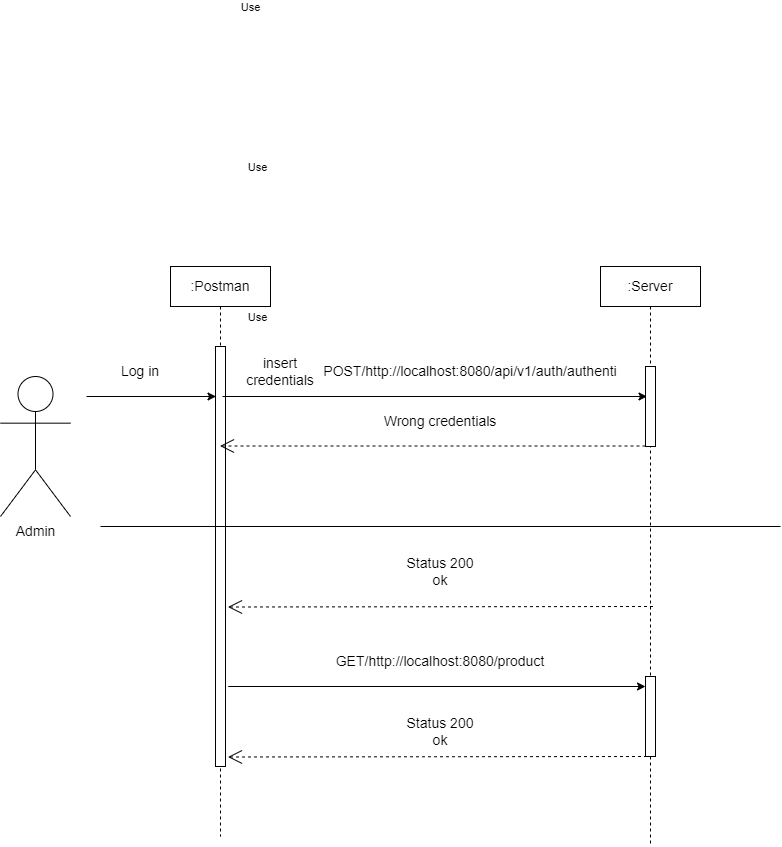 Use
Use
:Postman
:Server
Use
Log in
insert
credentials
POST/http://localhost:8080/api/v1/auth/authenti
Wrong credentials
Admin
Status 200
ok
GET/http://localhost:8080/product
Status 200
ok